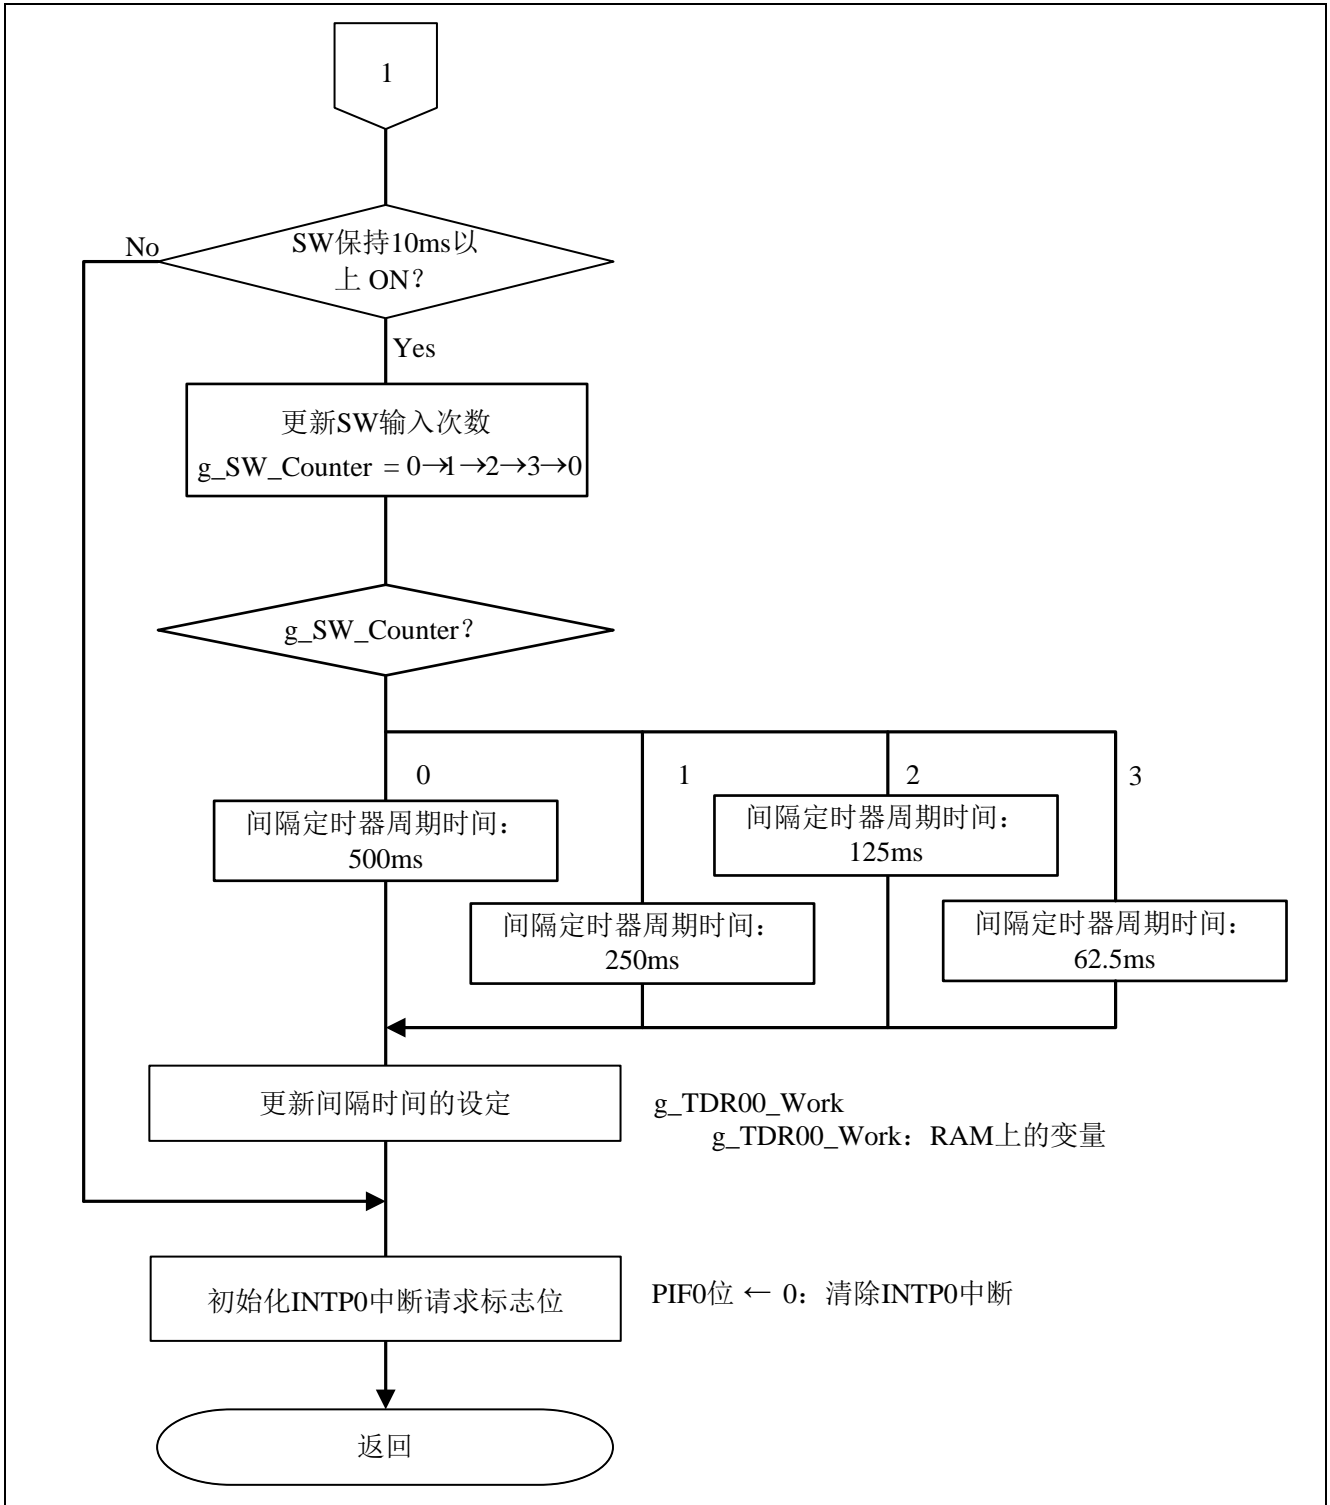 1
SW保持10ms以
上 ON？
No
Yes
更新SW输入次数
g_SW_Counter = 0→1→2→3→0
g_SW_Counter？
0
1
2
3
间隔定时器周期时间：
500ms
间隔定时器周期时间：
125ms
间隔定时器周期时间：
250ms
间隔定时器周期时间：
62.5ms
更新间隔时间的设定
g_TDR00_Work
g_TDR00_Work：RAM上的变量
初始化INTP0中断请求标志位
PIF0位 ← 0：清除INTP0中断
返回